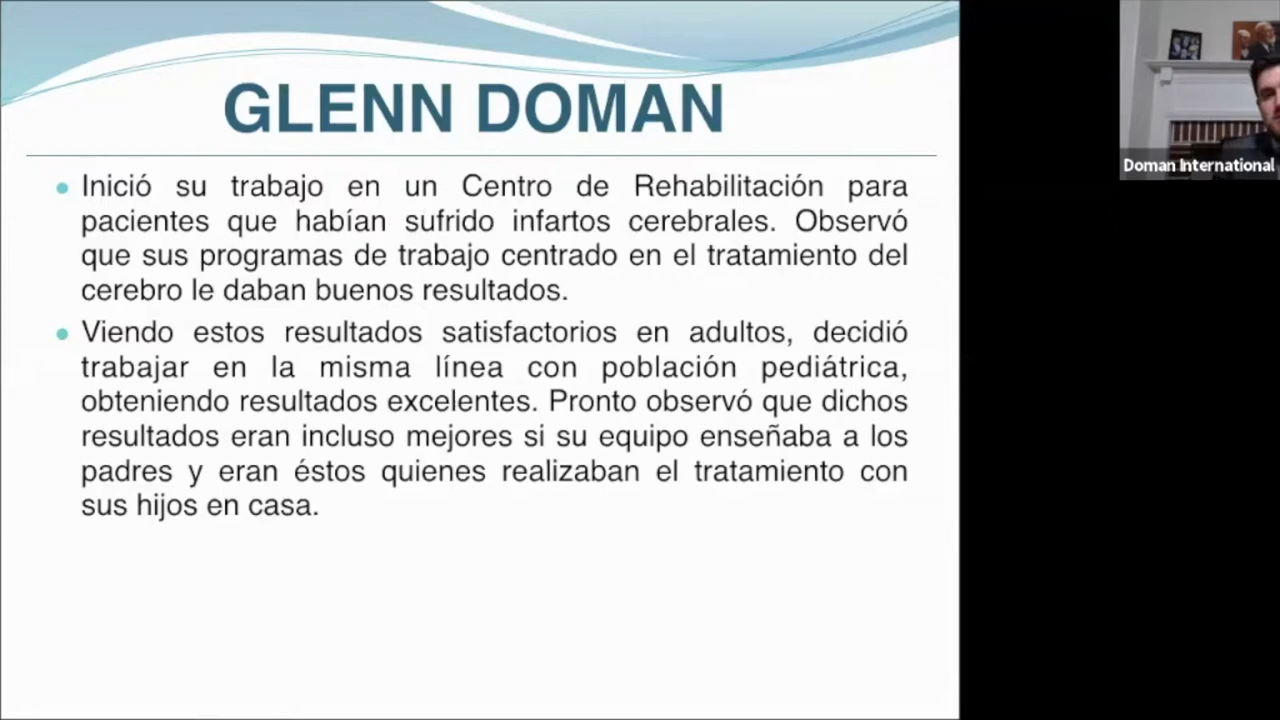 GLENN DOMAN
• Inició su trabajo en un Centro de Rehabilitación para
pacientes que habían sufrido infartos cerebrales. Observó
que sus programas de trabajo centrado en el tratamiento del
cerebro le daban buenos resultados.
• Viendo estos resultados satisfactorios en adultos, decidió
trabajar en la misma línea con población pediátrica,
obteniendo resultados excelentes. Pronto observó que dichos
resultados eran incluso mejores si su equipo enseñaba a los
padres y eran éstos quienes realizaban el tratamiento con
sus hijos en casa.
Doman International